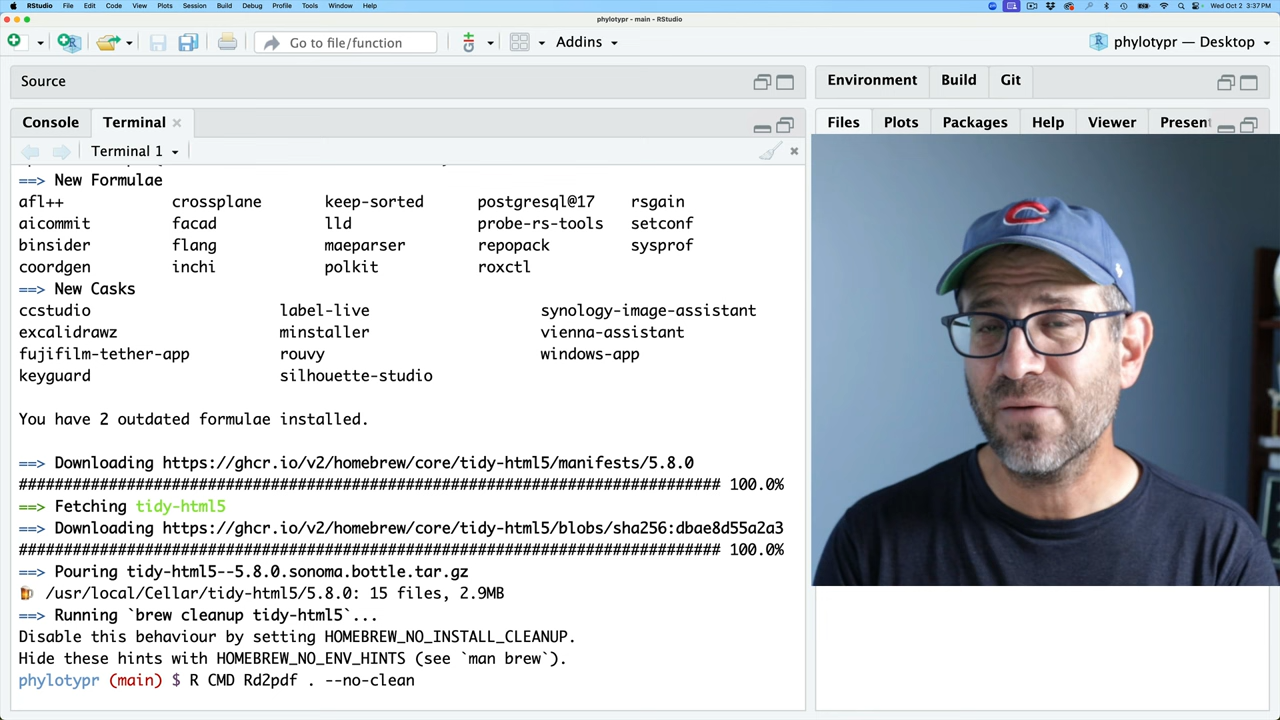 RStudio File Edit Code View Plots Session Build Debug Profile Tools Window Help Wed Oct 2 3:37 PM
phylotypr - main - RStudio
Go to file/function Addins phylotypr — Desktop
Source
Environment Build Git
Console Terminal
Files Plots Packages Help Viewer Present
Terminal 1
==> New Formulae
afl++ crossplane keep-sorted postgresql@17 rsgain
aicommit facad lld probe-rs-tools setconf
binsider flang maeparser repopack sysprof
coordgen inchi polkit roxctl
==> New Casks
ccstudio label-live synology-image-assistant
excalidrawz minstaller vienna-assistant
fujifilm-tether-app rouvy windows-app
keyguard silhouette-studio
You have 2 outdated formulae installed.
==> Downloading https://ghcr.io/v2/homebrew/core/tidy-html5/manifests/5.8.0
######################################################################## 100.0%
==> Fetching tidy-html5
==> Downloading https://ghcr.io/v2/homebrew/core/tidy-html5/blobs/sha256:dbae8d55a2a3
######################################################################## 100.0%
==> Pouring tidy-html5--5.8.0.sonoma.bottle.tar.gz
/usr/local/Cellar/tidy-html5/5.8.0: 15 files, 2.9MB
==> Running `brew cleanup tidy-html5`...
Disable this behaviour by setting HOMEBREW_NO_INSTALL_CLEANUP.
Hide these hints with HOMEBREW_NO_ENV_HINTS (see `man brew`).
phylotypr (main) $ R CMD Rd2pdf . --no-clean
C